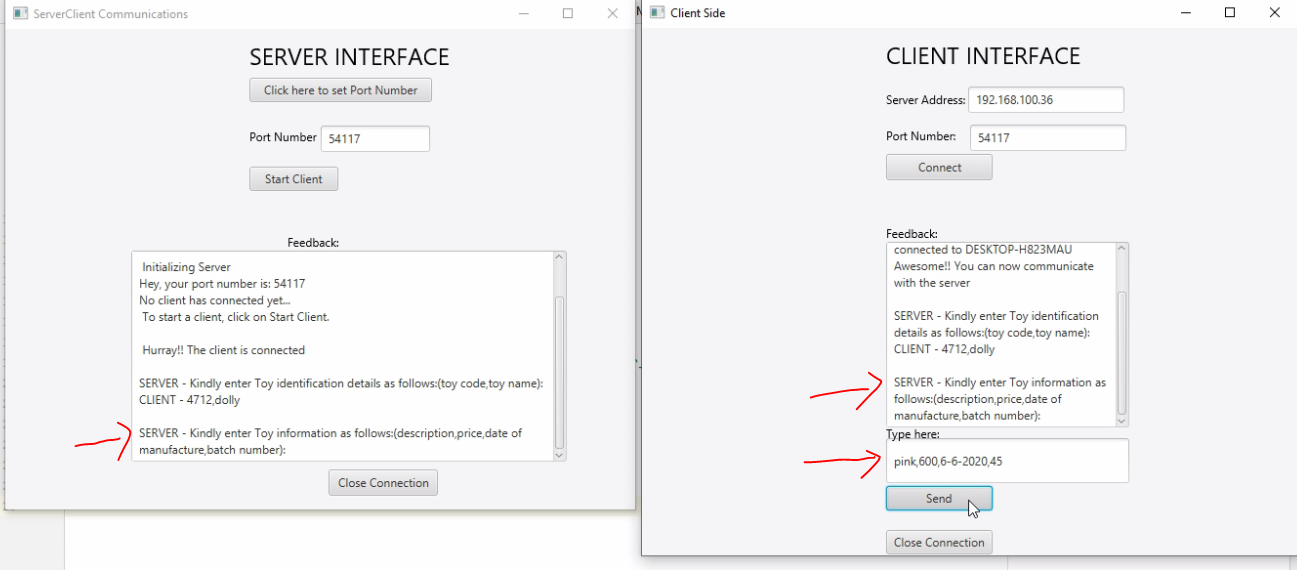 ServerClient Communications
SERVER INTERFACE
Click here to set Port Number
Port Number 54117
Start Client
Feedback:
Initializing Server
Hey, your port number is: 54117
No client has connected yet...
To start a client, click on Start Client.
Hurray!! The client is connected
SERVER - Kindly enter Toy identification details as follows:(toy code,toy name):
CLIENT - 4712,dolly
SERVER - Kindly enter Toy information as follows:(description,price,date of
manufacture,batch number):
Close Connection
Client Side
CLIENT INTERFACE
Server Address: 192.168.100.36
Port Number: 54117
Connect
Feedback:
connected to DESKTOP-H823MAU
Awesome!! You can now communicate
with the server
SERVER - Kindly enter Toy identification
details as follows:(toy code,toy name):
CLIENT - 4712,dolly
SERVER - Kindly enter Toy information as
follows:(description,price,date of
manufacture,batch number):
Type here:
pink,600,6-6-2020,45
Send
Close Connection